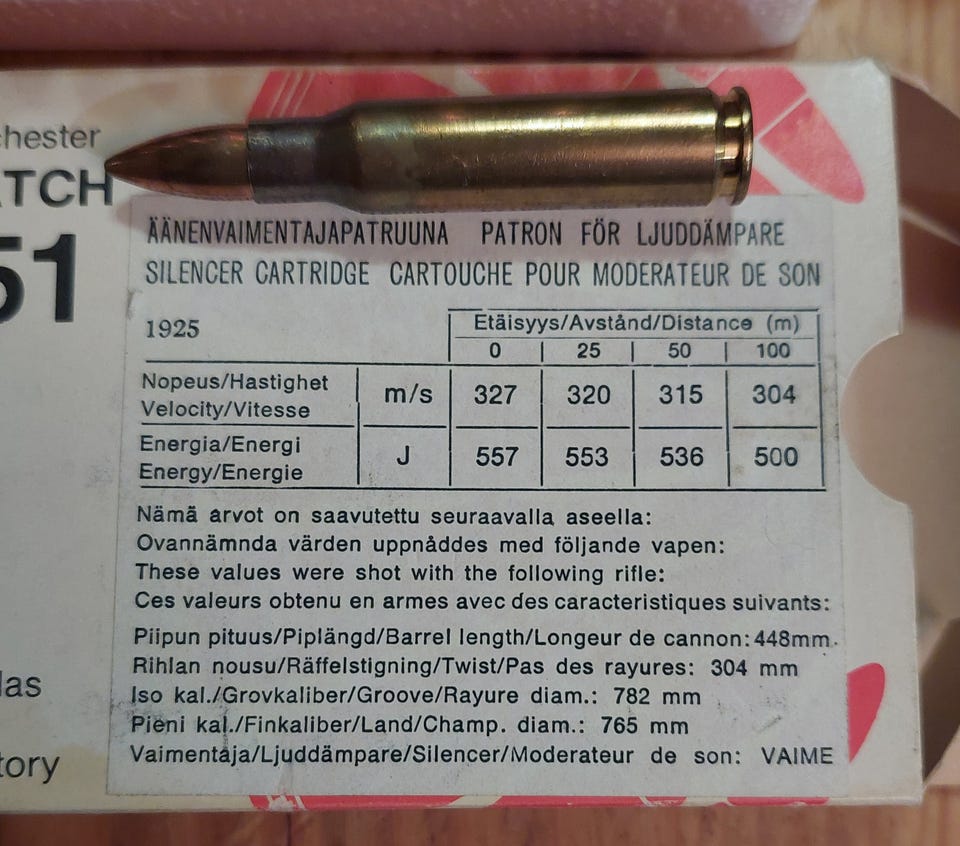 chester
ATCH
51
ÄÄNENVAIMENTAJAPATRUUNA PATRON FÖR LJUDDÄMPARE
SILENCER CARTRIDGE CARTOUCHE POUR MODERATEUR DE SON
1925
Etäisyys/Avstånd/Distance (m)
0 | 25 | 50 | 100
Nopeus/Hastighet
Velocity/Vitesse
m/s 327 320 315 304
Energia/Energi
Energy/Energie
J 557 553 536 500
Nämä arvot on saavutettu seuraavalla aseella:
Ovannämnda värden uppnåddes med följande vapen:
These values were shot with the following rifle:
Ces valeurs obtenu en armes avec des caracteristiques suivants:
Piipun pituus/Piplängd/Barrel length/Longeur de cannon: 448mm.
Rihlan nousu/Räffelstigning/Twist/Pas des rayures: 304 mm
Iso kal./Grovkaliber/Groove/Rayure diam.: 782 mm
Pieni kal./Finkaliber/Land/Champ. diam.: 765 mm
Vaimentaja/Ljuddämpare/Silencer/Moderateur de son: VAIME
las
tory